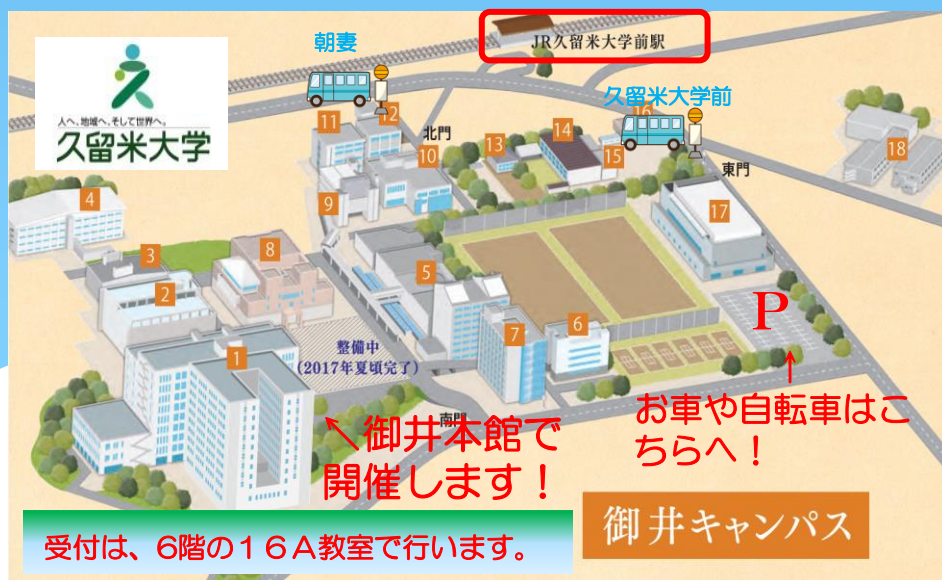 JR久留米大学前駅
朝妻
人へ、地域へ、そして世界へ。
久留米大学
久留米大学前
11
12
北門
13
14
15
16
東門
18
10
9
17
4
3
2
8
5
7
6
1
P
整備中
(2017年夏頃完了)
南門
↑
お車や自転車はこ
ちらへ！
↖御井本館で
開催します！
御井キャンパス
受付は、6階の１６A教室で行います。